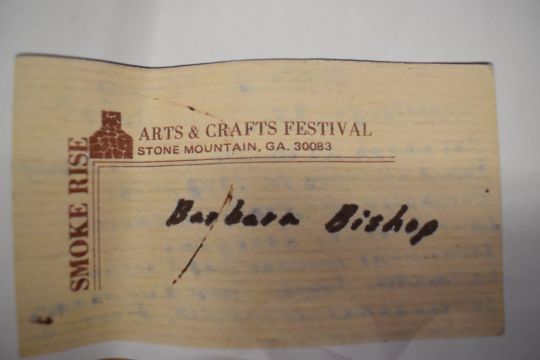 SMOKE RISE
ARTS & CRAFTS FESTIVAL
STONE MOUNTAIN, GA. 30083
Barbara Bishop